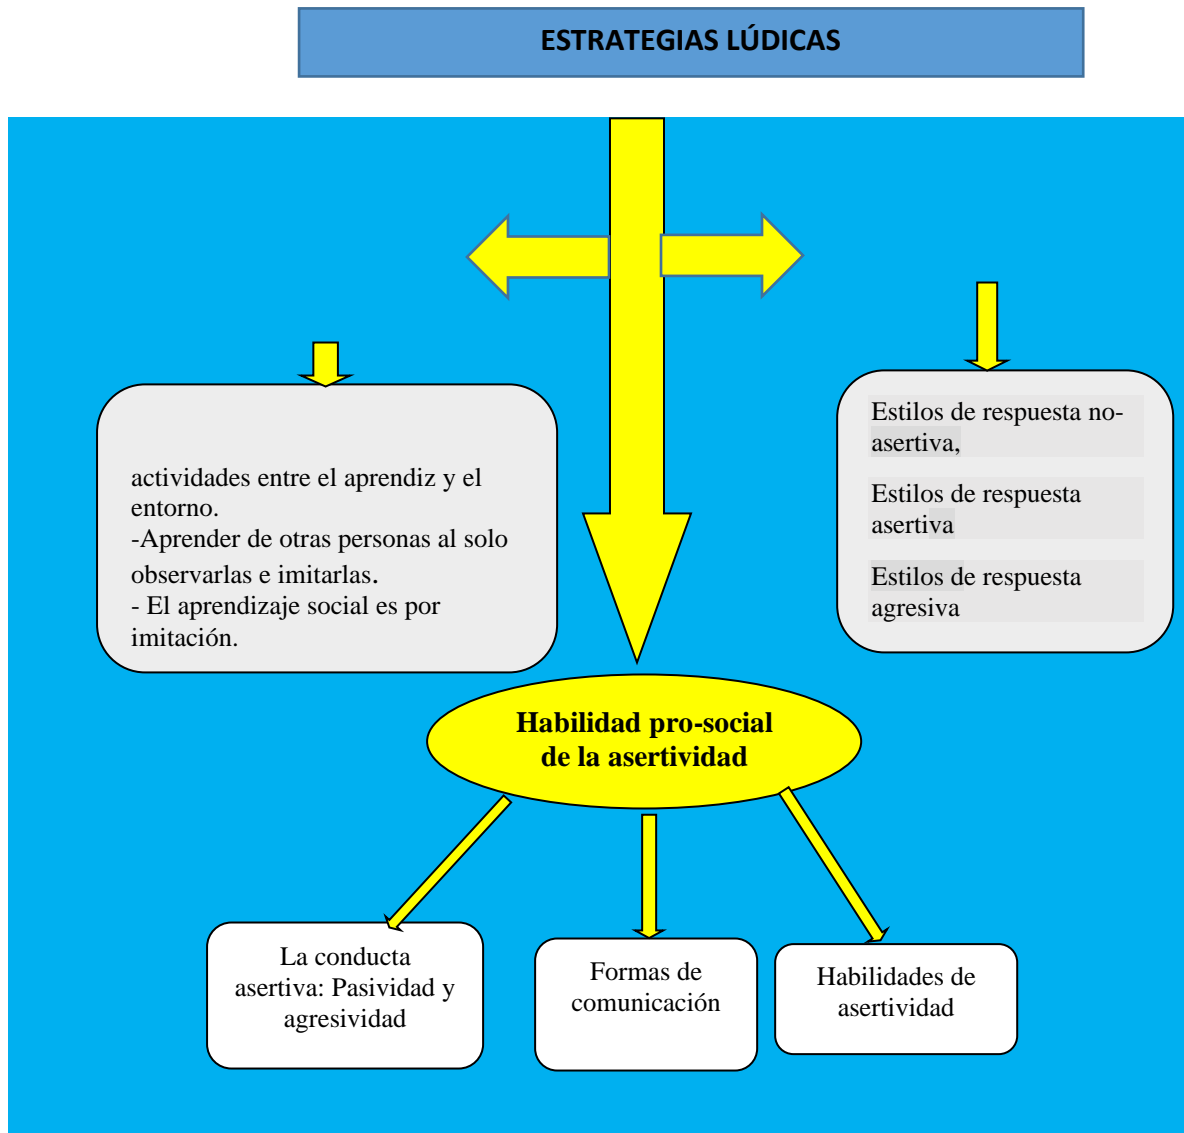 ESTRATEGIAS LÚDICAS
actividades entre el aprendiz y el
entorno.
-Aprender de otras personas al solo
observarlas e imitarlas.
- El aprendizaje social es por
imitación.
Estilos de respuesta no-
asertiva,
Estilos de respuesta
asertiva
Estilos de respuesta
agresiva
Habilidad pro-social
de la asertividad
La conducta
asertiva: Pasividad y
agresividad
Formas de
comunicación
Habilidades de
asertividad